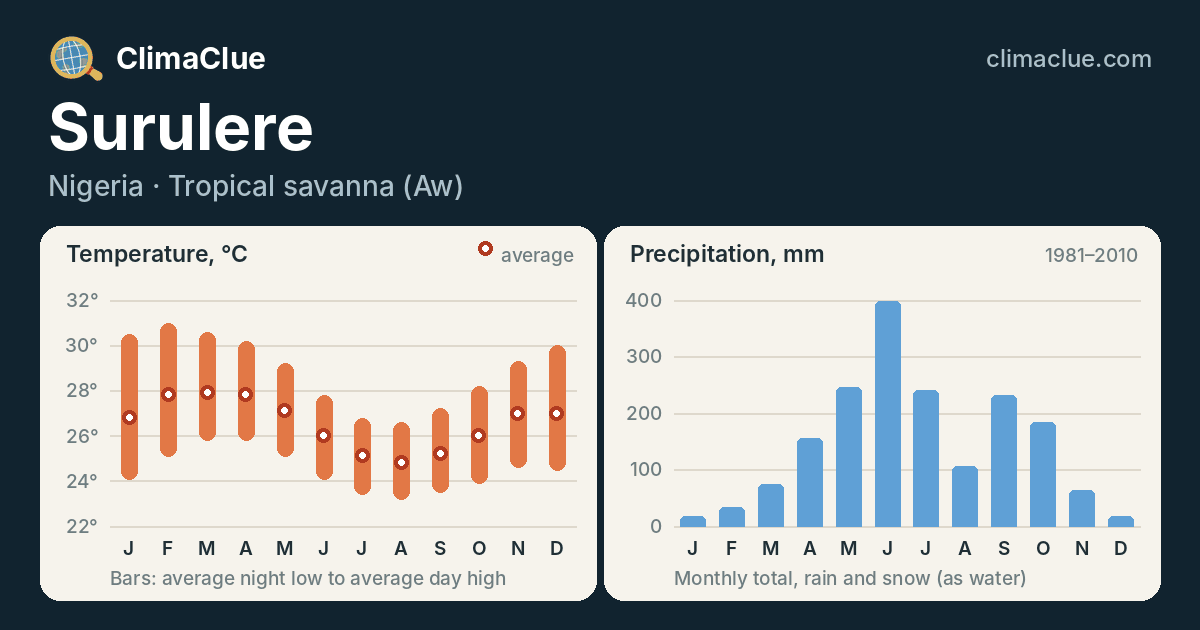 ClimaClue
climaclue.com
Surulere
Nigeria · Tropical savanna (Aw)
Temperature, °C
average
32°
30°
28°
26°
24°
22°
J F M A M J J A S O N D
Bars: average night low to average day high
Precipitation, mm
1981–2010
400
300
200
100
0
J F M A M J J A S O N D
Monthly total, rain and snow (as water)